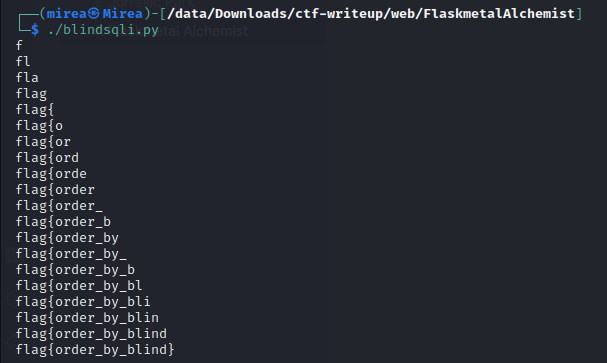 ┌──(mirea㉿Mirea)-[/data/Downloads/ctf-writeup/web/FlaskmetalAlchemist]
└─$ ./blindsqli.py
f
fl
fla
flag
flag{
flag{o
flag{or
flag{ord
flag{orde
flag{order
flag{order_
flag{order_b
flag{order_by
flag{order_by_
flag{order_by_b
flag{order_by_bl
flag{order_by_bli
flag{order_by_blin
flag{order_by_blind
flag{order_by_blind}